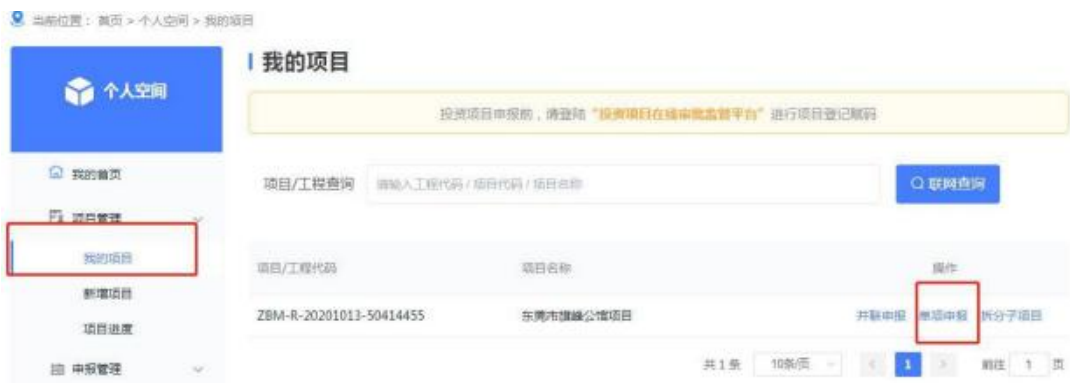 当前位置： 首页 > 个人空间 > 我的项目
个人空间
我的首页
项目管理
我的项目
新增项目
项目进度
申报管理
我的项目
投资项目申报前，请登陆“投资项目在线审批监管平台”进行项目登记赋码
项目/工程查询 请输入工程代码 / 项目代码 / 项目名称 联网查询
项目/工程代码 项目名称 操作
ZBM-R-20201013-50414455 东莞市旗峰公馆项目 并联申报 单项申报 拆分子项目
共 1 条 10条/页 < 1 > 前往 1 页